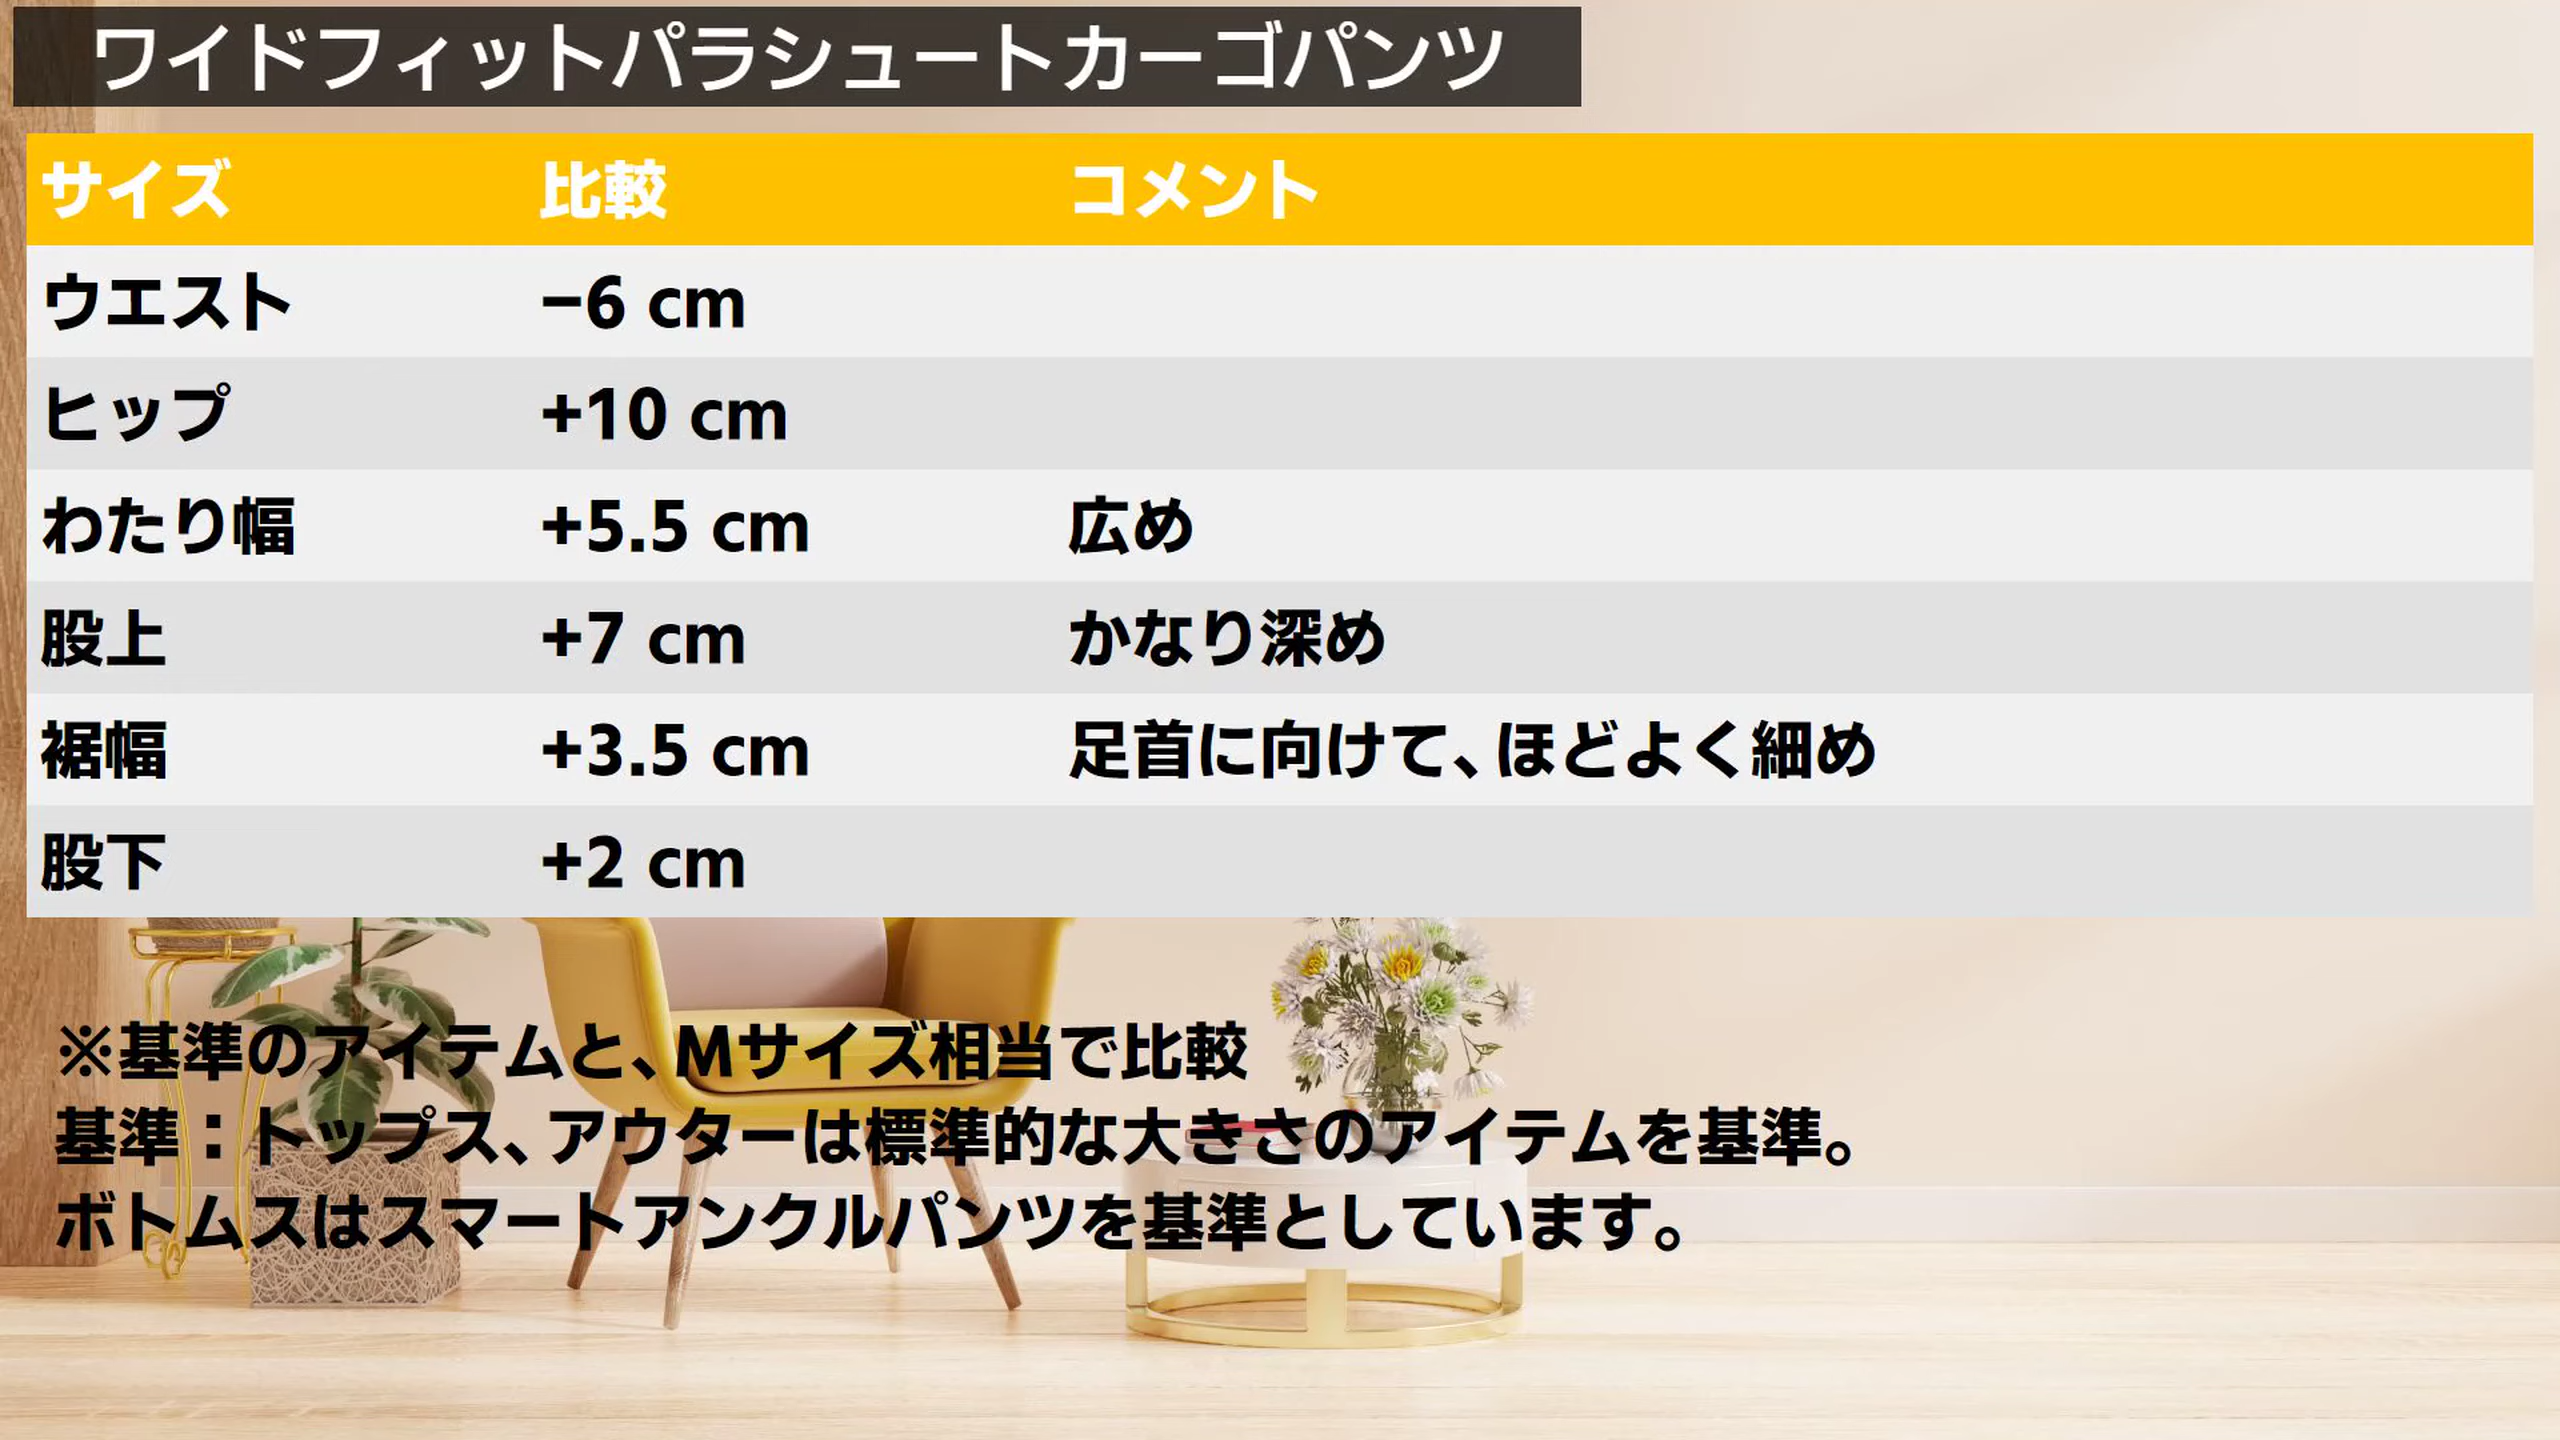 ワイドフィットパラシュートカーゴパンツ
サイズ 比較 コメント
ウエスト −6 cm
ヒップ +10 cm
わたり幅 +5.5 cm 広め
股上 +7 cm かなり深め
裾幅 +3.5 cm 足首に向けて、ほどよく細め
股下 +2 cm
※基準のアイテムと、Mサイズ相当で比較
基準：トップス、アウターは標準的な大きさのアイテムを基準。
ボトムスはスマートアンクルパンツを基準としています。